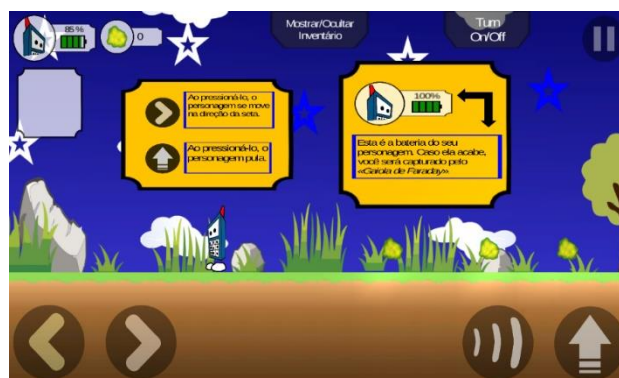 85%
0
Mostrar/Ocultar
Inventário
Turn
On/Off
Ao pressioná-lo, o
personagem se move
na direção da seta.
Ao pressioná-lo, o
personagem pula.
100%
Esta é a bateria do seu
personagem. Caso ela acabe,
você será capturado pelo
«Gaiola de Faraday»